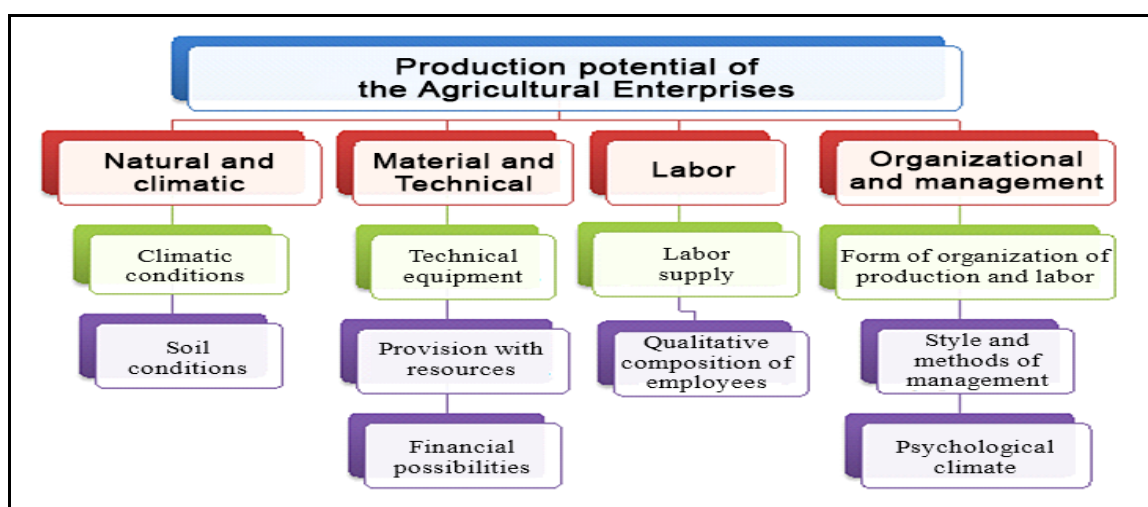 Production potential of
the Agricultural Enterprises
Natural and
climatic
Material and
Technical
Labor
Organizational
and management
Climatic
conditions
Technical
equipment
Labor
supply
Form of organization of
production and labor
Soil
conditions
Provision with
resources
Qualitative
composition of
employees
Style and
methods of
management
Financial
possibilities
Psychological
climate